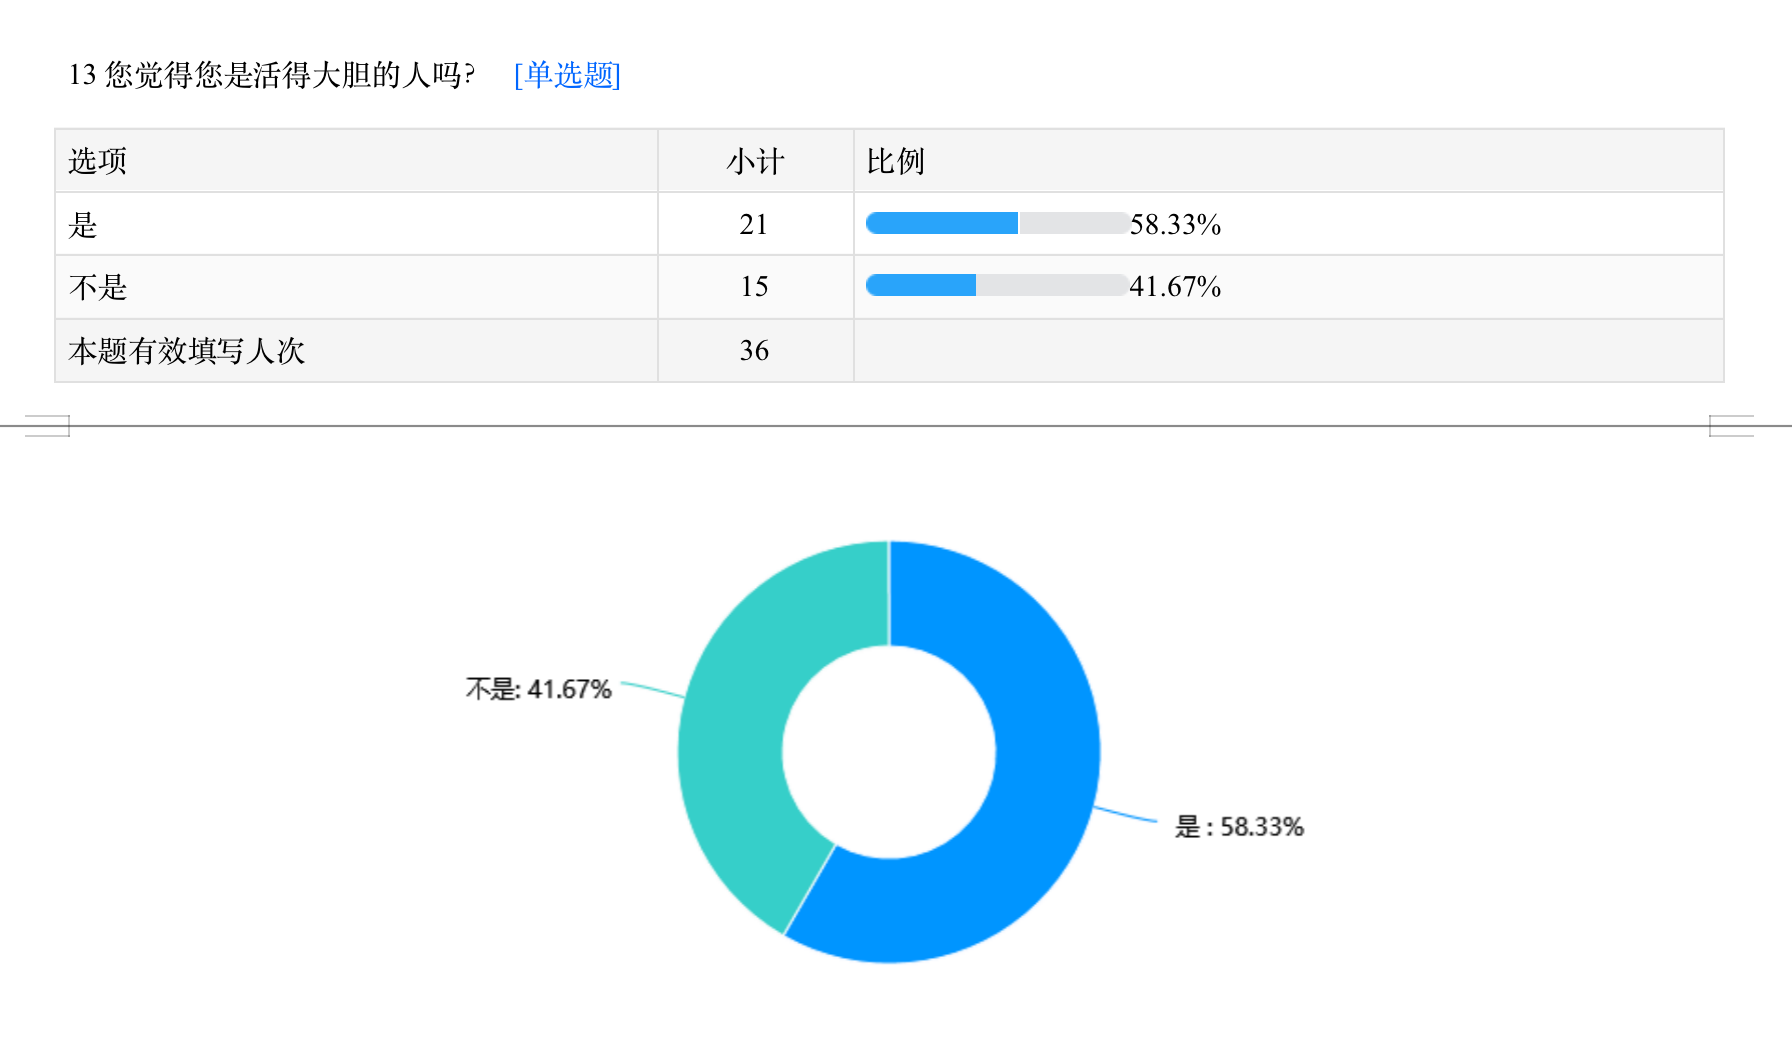 13 您觉得您是活得大胆的人吗? [单选题]
选项 小计 比例
是 21 58.33%
不是 15 41.67%
本题有效填写人次 36
不是: 41.67%
是 : 58.33%